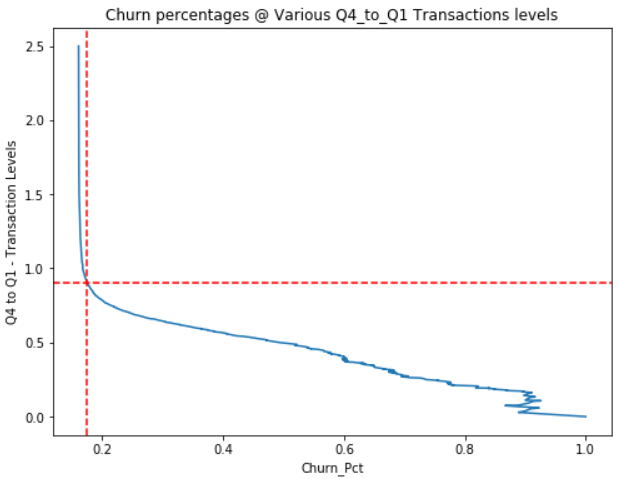 Churn percentages @ Various Q4_to_Q1 Transactions levels
Q4 to Q1 - Transaction Levels
2.5
2.0
1.5
1.0
0.5
0.0
0.2 0.4 0.6 0.8 1.0
Churn_Pct